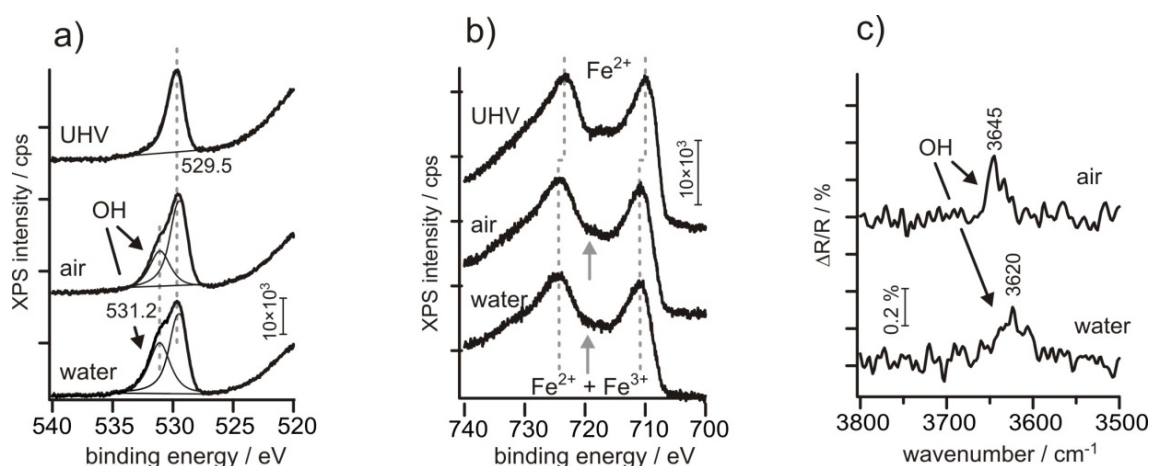 a)
UHV
529.5
OH
air
531.2
10×10³
water
XPS intensity / cps
540 535 530 525 520
binding energy / eV
b)
Fe²⁺
UHV
10×10³
air
water
Fe²⁺ + Fe³⁺
XPS intensity / cps
740 730 720 710 700
binding energy / eV
c)
3645
OH
air
3620
0.2 %
water
ΔR/R / %
3800 3700 3600 3500
wavenumber / cm⁻¹